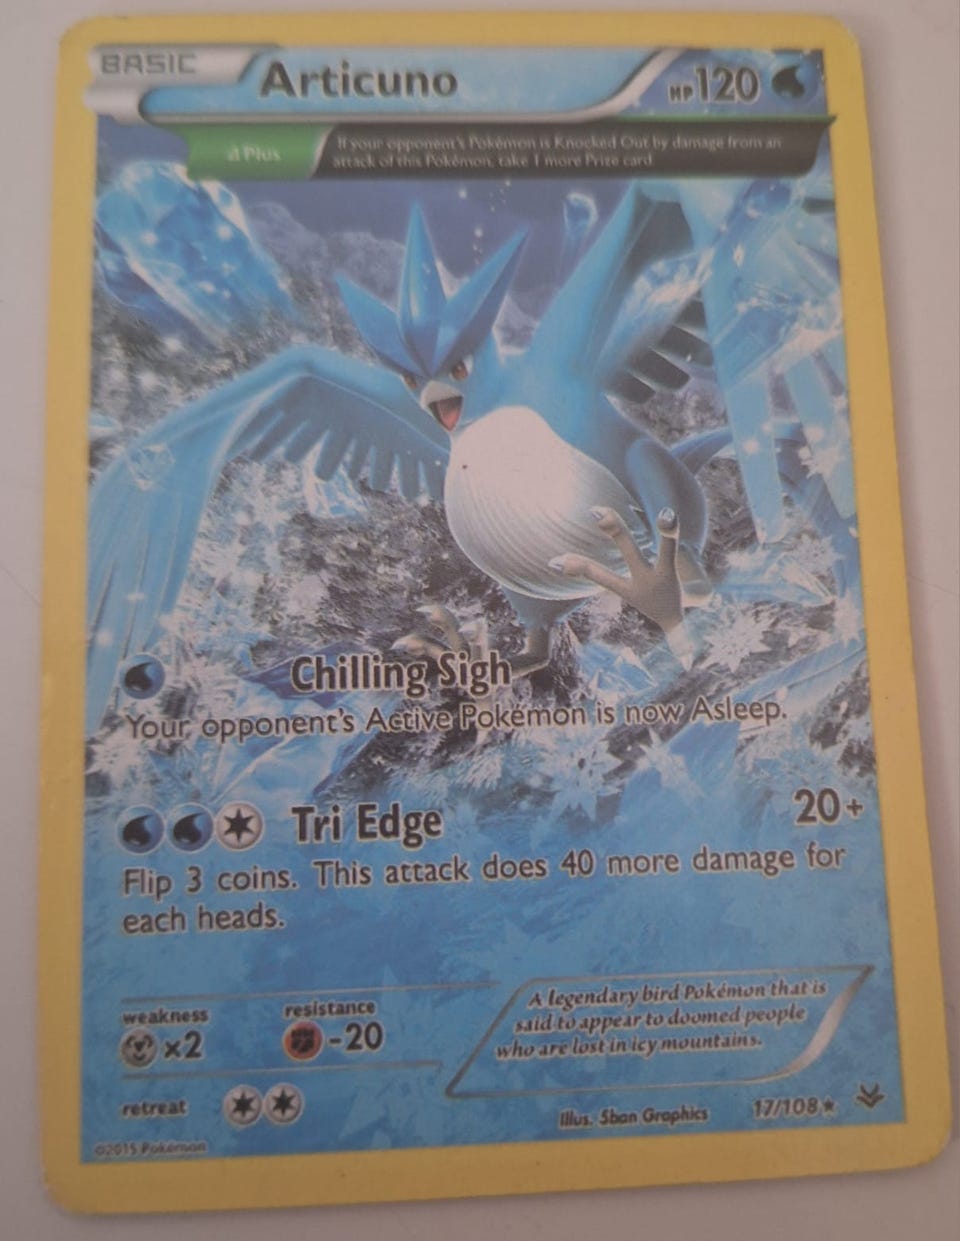 BASIC
Articuno
HP120
Δ Plus
If your opponent's Pokémon is Knocked Out by damage from an
attack of this Pokémon, take 1 more Prize card.
Chilling Sigh
Your opponent's Active Pokémon is now Asleep.
Tri Edge 20+
Flip 3 coins. This attack does 40 more damage for
each heads.
weakness
×2
resistance
-20
A legendary bird Pokémon that is
said to appear to doomed people
who are lost in icy mountains.
retreat
Illus. 5ban Graphics
17/108★
©2015 Pokémon